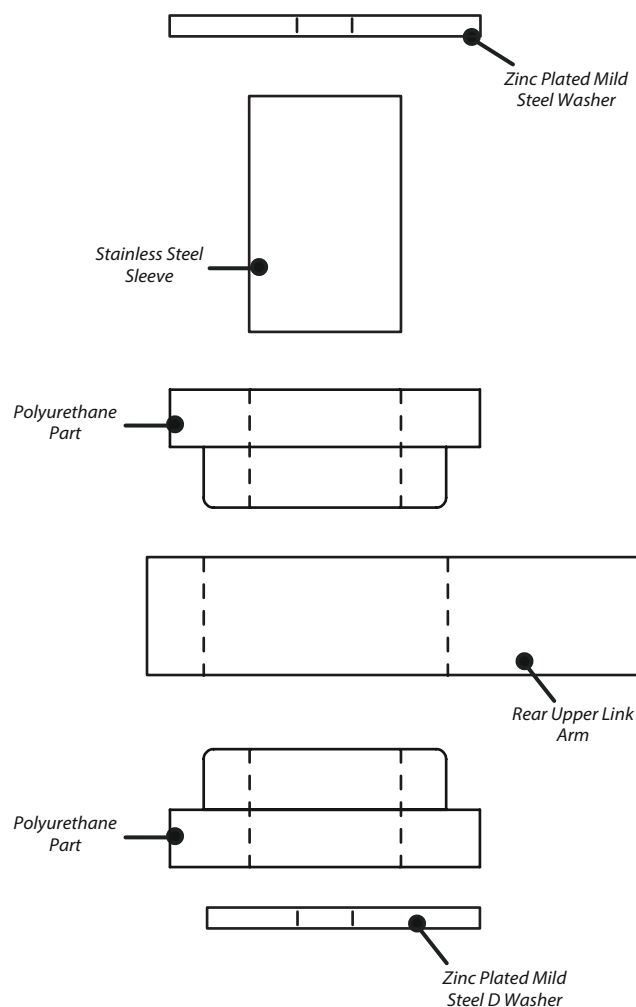 Zinc Plated Mild
Steel Washer
Stainless Steel
Sleeve
Polyurethane
Part
Rear Upper Link
Arm
Polyurethane
Part
Zinc Plated Mild
Steel D Washer